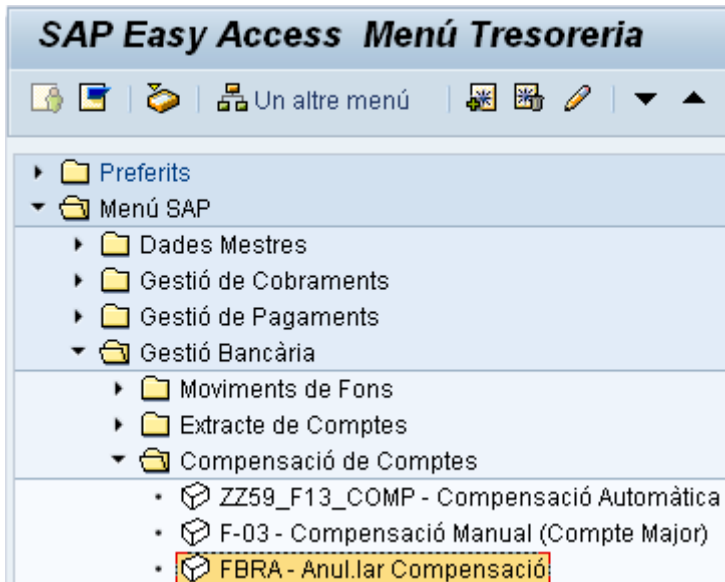 SAP Easy Access Menú Tresoreria
Un altre menú
Preferits
Menú SAP
Dades Mestres
Gestió de Cobraments
Gestió de Pagaments
Gestió Bancària
Moviments de Fons
Extracte de Comptes
Compensació de Comptes
ZZ59_F13_COMP - Compensació Automàtica
F-03 - Compensació Manual (Compte Major)
FBRA - Anul.lar Compensació